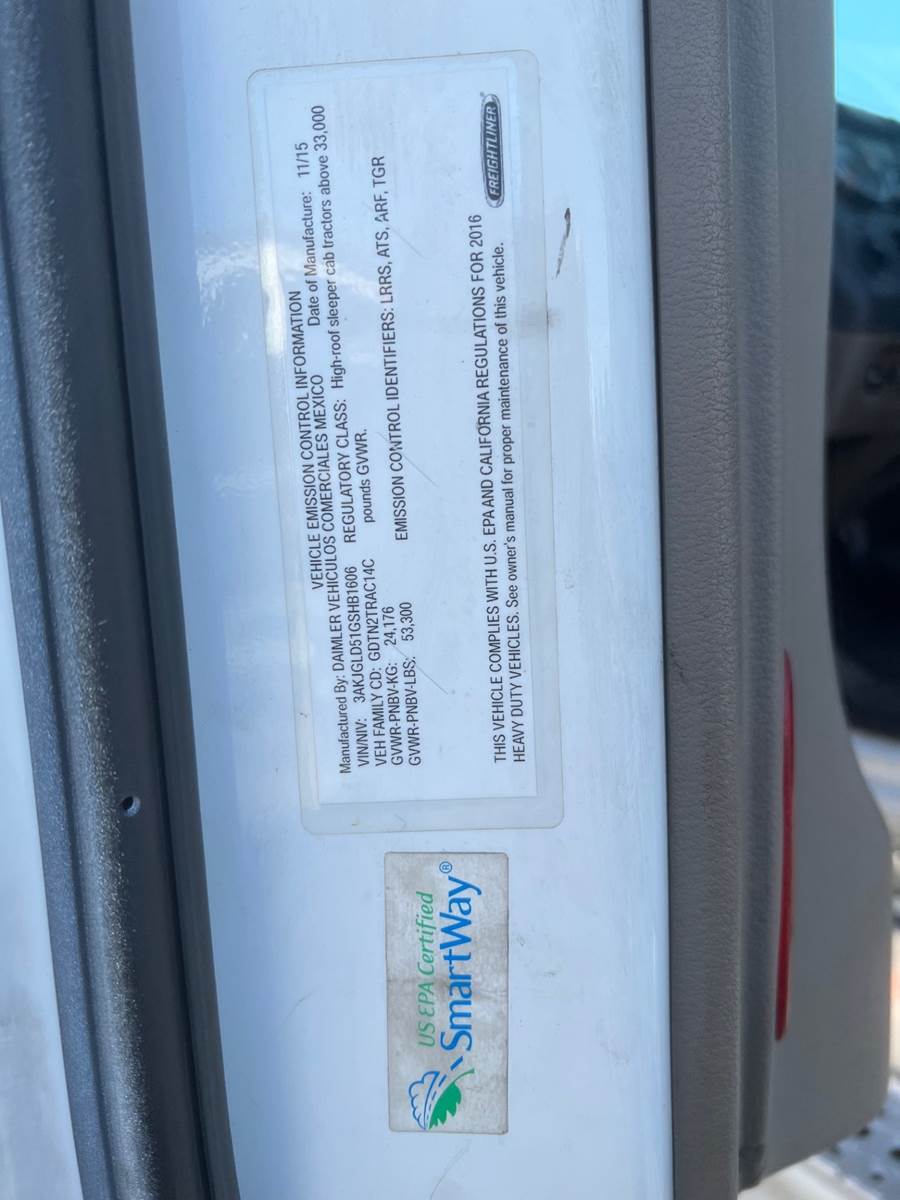 VEHICLE EMISSION CONTROL INFORMATION
Manufactured By: DAIMLER VEHICULOS COMERCIALES MEXICO Date of Manufacture: 11/15
VIN/NIV: 3AKJGLD51GSHB1606 REGULATORY CLASS: High-roof sleeper cab tractors above 33,000
VEH FAMILY CD: GDTN2TRAC14C pounds GVWR.
GVWR-PNBV-KG: 24,176
GVWR-PNBV-LBS: 53,300 EMISSION CONTROL IDENTIFIERS: LRRS, ATS, ARF, TGR
THIS VEHICLE COMPLIES WITH U.S. EPA AND CALIFORNIA REGULATIONS FOR 2016
HEAVY DUTY VEHICLES. See owner's manual for proper maintenance of this vehicle.
FREIGHTLINER
US EPA Certified
SmartWay®